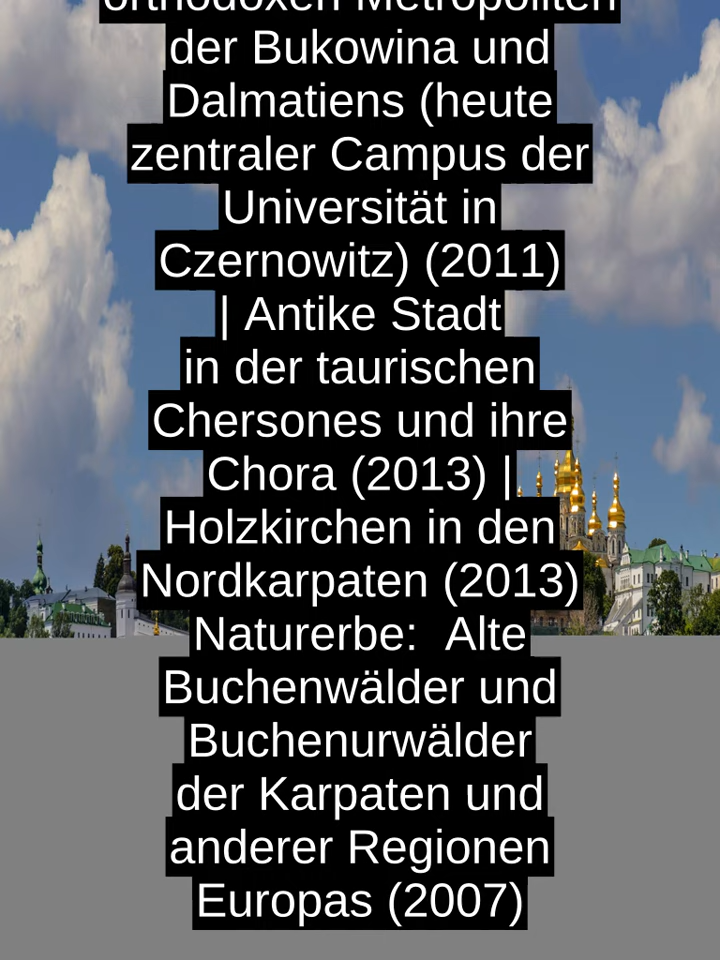 orthodoxen Metropoliten
der Bukowina und
Dalmatiens (heute
zentraler Campus der
Universität in
Czernowitz) (2011)
| Antike Stadt
in der taurischen
Chersones und ihre
Chora (2013) |
Holzkirchen in den
Nordkarpaten (2013)
Naturerbe:  Alte
Buchenwälder und
Buchenurwälder
der Karpaten und
anderer Regionen
Europas (2007)